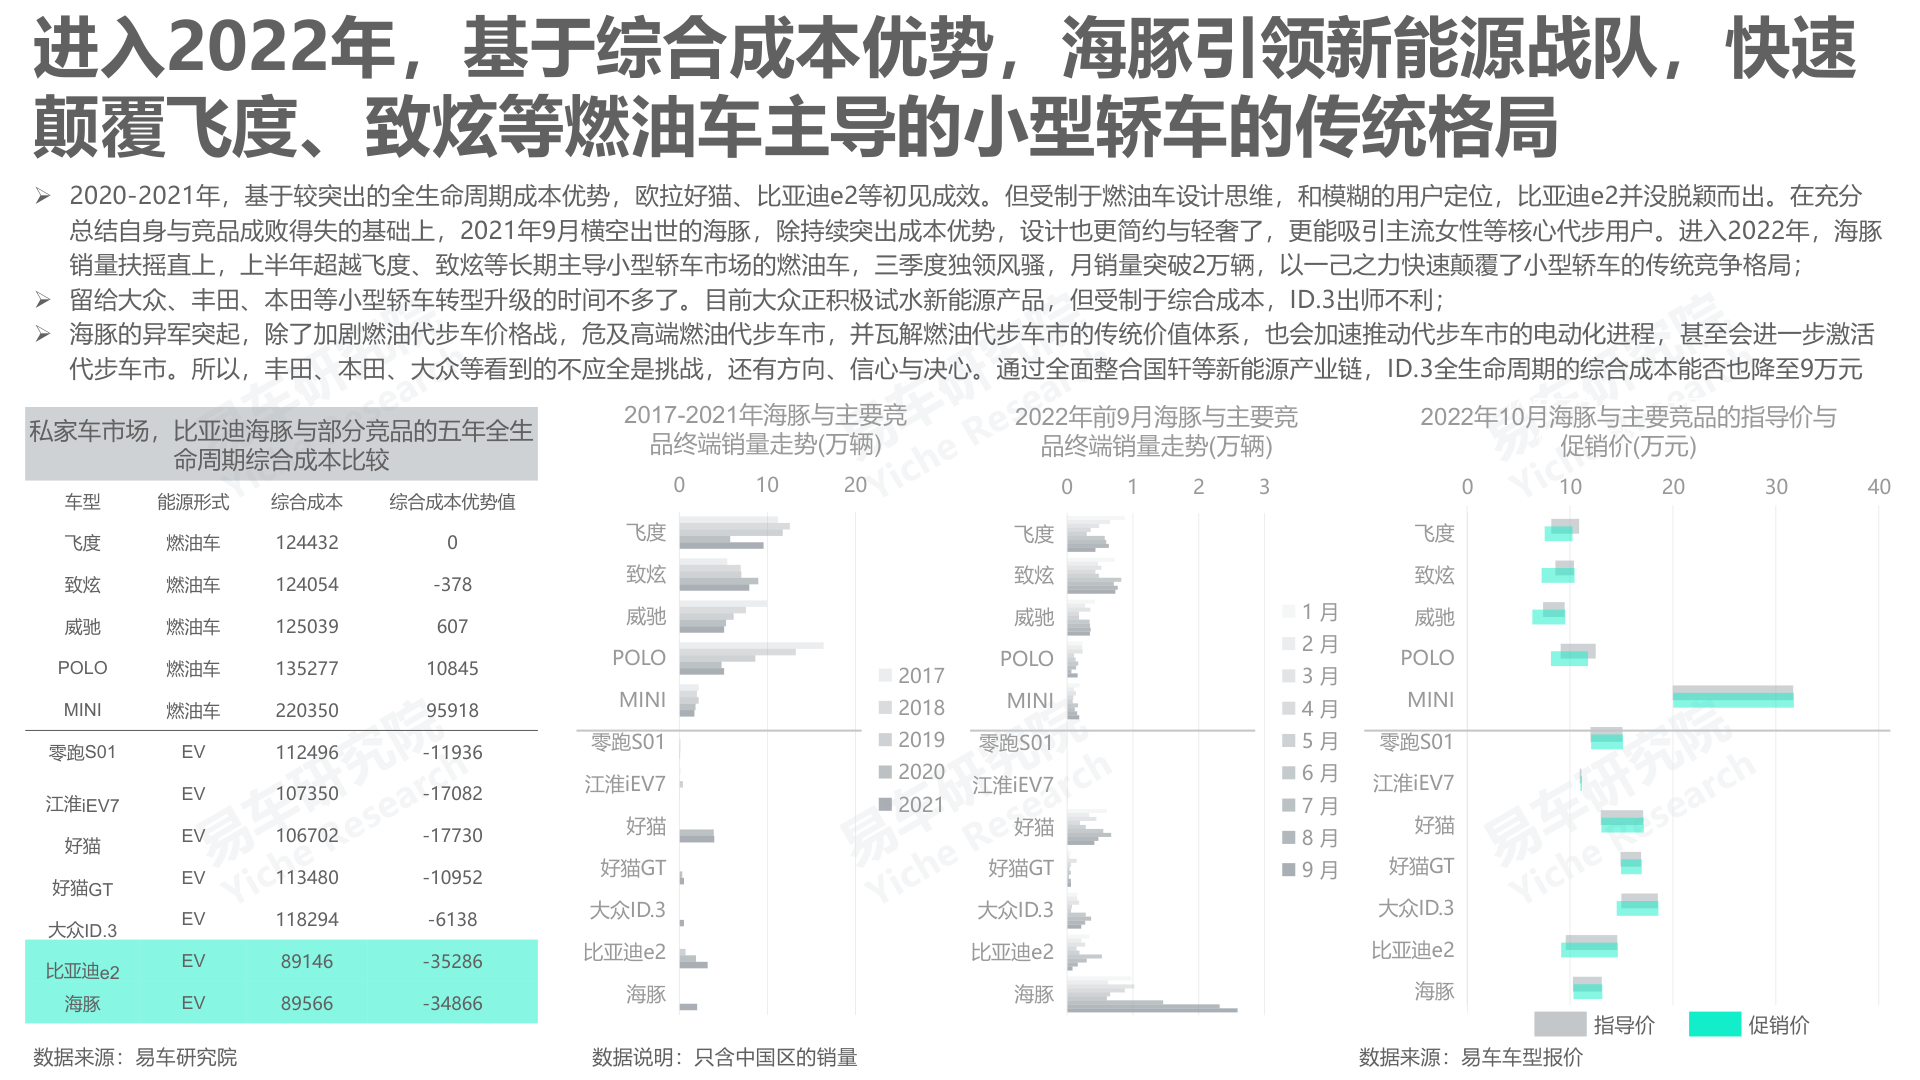 进入2022年，基于综合成本优势，海豚引领新能源战队，快速
颠覆飞度、致炫等燃油车主导的小型轿车的传统格局
➢ 2020-2021年，基于较突出的全生命周期成本优势，欧拉好猫、比亚迪e2等初见成效。但受制于燃油车设计思维，和模糊的用户定位，比亚迪e2并没脱颖而出。在充分
总结自身与竞品成败得失的基础上，2021年9月横空出世的海豚，除持续突出成本优势，设计也更简约与轻奢了，更能吸引主流女性等核心代步用户。进入2022年，海豚
销量扶摇直上，上半年超越飞度、致炫等长期主导小型轿车市场的燃油车，三季度独领风骚，月销量突破2万辆，以一己之力快速颠覆了小型轿车的传统竞争格局；
➢ 留给大众、丰田、本田等小型轿车转型升级的时间不多了。目前大众正积极试水新能源产品，但受制于综合成本，ID.3出师不利；
➢ 海豚的异军突起，除了加剧燃油代步车价格战，危及高端燃油代步车市，并瓦解燃油代步车市的传统价值体系，也会加速推动代步车市的电动化进程，甚至会进一步激活
代步车市。所以，丰田、本田、大众等看到的不应全是挑战，还有方向、信心与决心。通过全面整合国轩等新能源产业链，ID.3全生命周期的综合成本能否也降至9万元
私家车市场，比亚迪海豚与部分竞品的五年全生
命周期综合成本比较
车型 能源形式 综合成本 综合成本优势值
飞度 燃油车 124432 0
致炫 燃油车 124054 -378
威驰 燃油车 125039 607
POLO 燃油车 135277 10845
MINI 燃油车 220350 95918
零跑S01 EV 112496 -11936
江淮iEV7 EV 107350 -17082
好猫 EV 106702 -17730
好猫GT EV 113480 -10952
大众ID.3 EV 118294 -6138
比亚迪e2 EV 89146 -35286
海豚 EV 89566 -34866
数据来源：易车研究院
2017-2021年海豚与主要竞
品终端销量走势(万辆)
0 10 20
飞度
致炫
威驰
POLO
MINI
零跑S01
江淮iEV7
好猫
好猫GT
大众ID.3
比亚迪e2
海豚
2017
2018
2019
2020
2021
数据说明：只含中国区的销量
2022年前9月海豚与主要竞
品终端销量走势(万辆)
0 1 2 3
飞度
致炫
威驰
POLO
MINI
零跑S01
江淮iEV7
好猫
好猫GT
大众ID.3
比亚迪e2
海豚
1月
2月
3月
4月
5月
6月
7月
8月
9月
2022年10月海豚与主要竞品的指导价与
促销价(万元)
0 10 20 30 40
飞度
致炫
威驰
POLO
MINI
零跑S01
江淮iEV7
好猫
好猫GT
大众ID.3
比亚迪e2
海豚
指导价 促销价
数据来源：易车车型报价
易车研究院
Yiche Research
易车研究院
Yiche Research
易车研究院
Yiche Research
易车研究院
Yiche Research
易车研究院
Yiche Research
易车研究院
Yiche Research